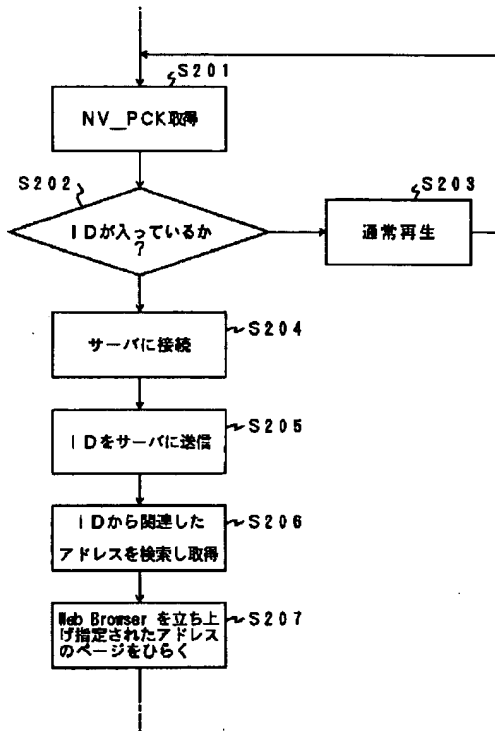 S201
NV_PCK取得
S202
IDが入っているか
?
S203
通常再生
サーバに接続
S204
IDをサーバに送信
S205
IDから関連した
アドレスを検索し取得
S206
Web Browser を立ち上
げ指定されたアドレス
のページをひらく
S207